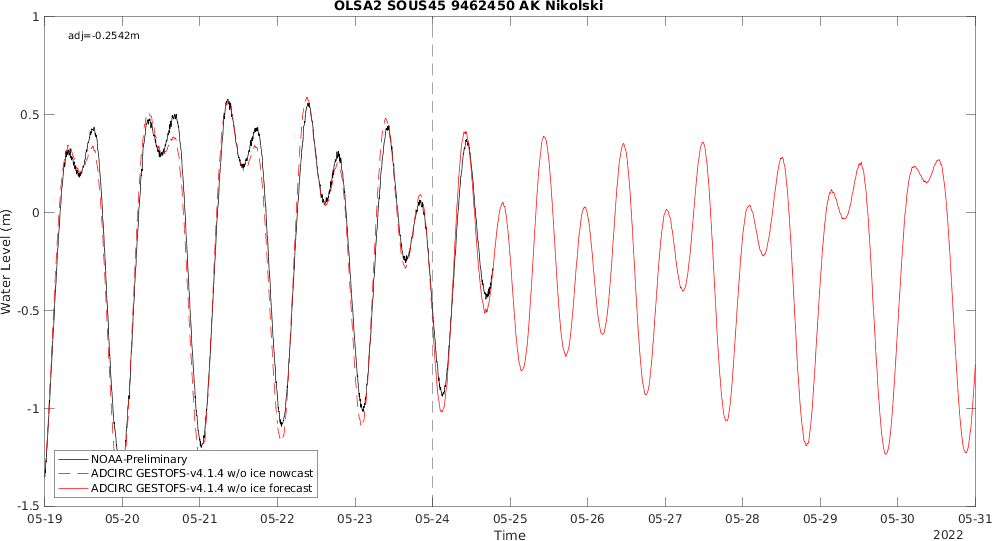 OLSA2 SOUS45 9462450 AK Nikolski
adj=-0.2542m
1
0.5
0
-0.5
-1
-1.5
Water Level (m)
NOAA-Preliminary
ADCIRC GESTOFS-v4.1.4 w/o ice nowcast
ADCIRC GESTOFS-v4.1.4 w/o ice forecast
05-19 05-20 05-21 05-22 05-23 05-24 05-25 05-26 05-27 05-28 05-29 05-30 05-31
Time
2022